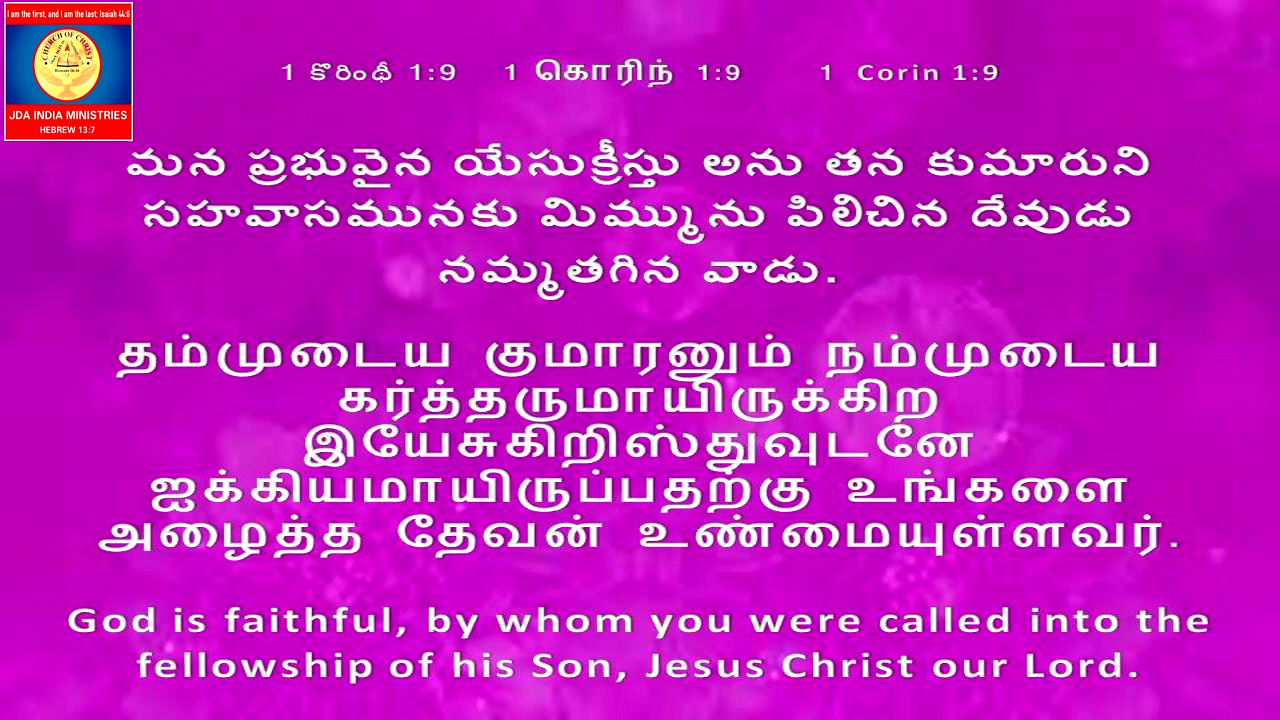 I am the first, and I am the last; Isaiah 44:6
CHURCH OF CHRIST
JDA INDIA MINISTRIES
HEBREW 13:7
1 కొరింథీ 1:9 1 கொரிந் 1:9 1 Corin 1:9
మన ప్రభువైన యేసుక్రీస్తు అను తన కుమారుని
సహవాసమునకు మిమ్మును పిలిచిన దేవుడు
నమ్మతగిన వాడు.
தம்முடைய குமாரனும் நம்முடைய
கர்த்தருமாயிருக்கிற
இயேசுகிறிஸ்துவுடனே
ஐக்கியமாயிருப்பதற்கு உங்களை
அழைத்த தேவன் உண்மையுள்ளவர்.
God is faithful, by whom you were called into the
fellowship of his Son, Jesus Christ our Lord.